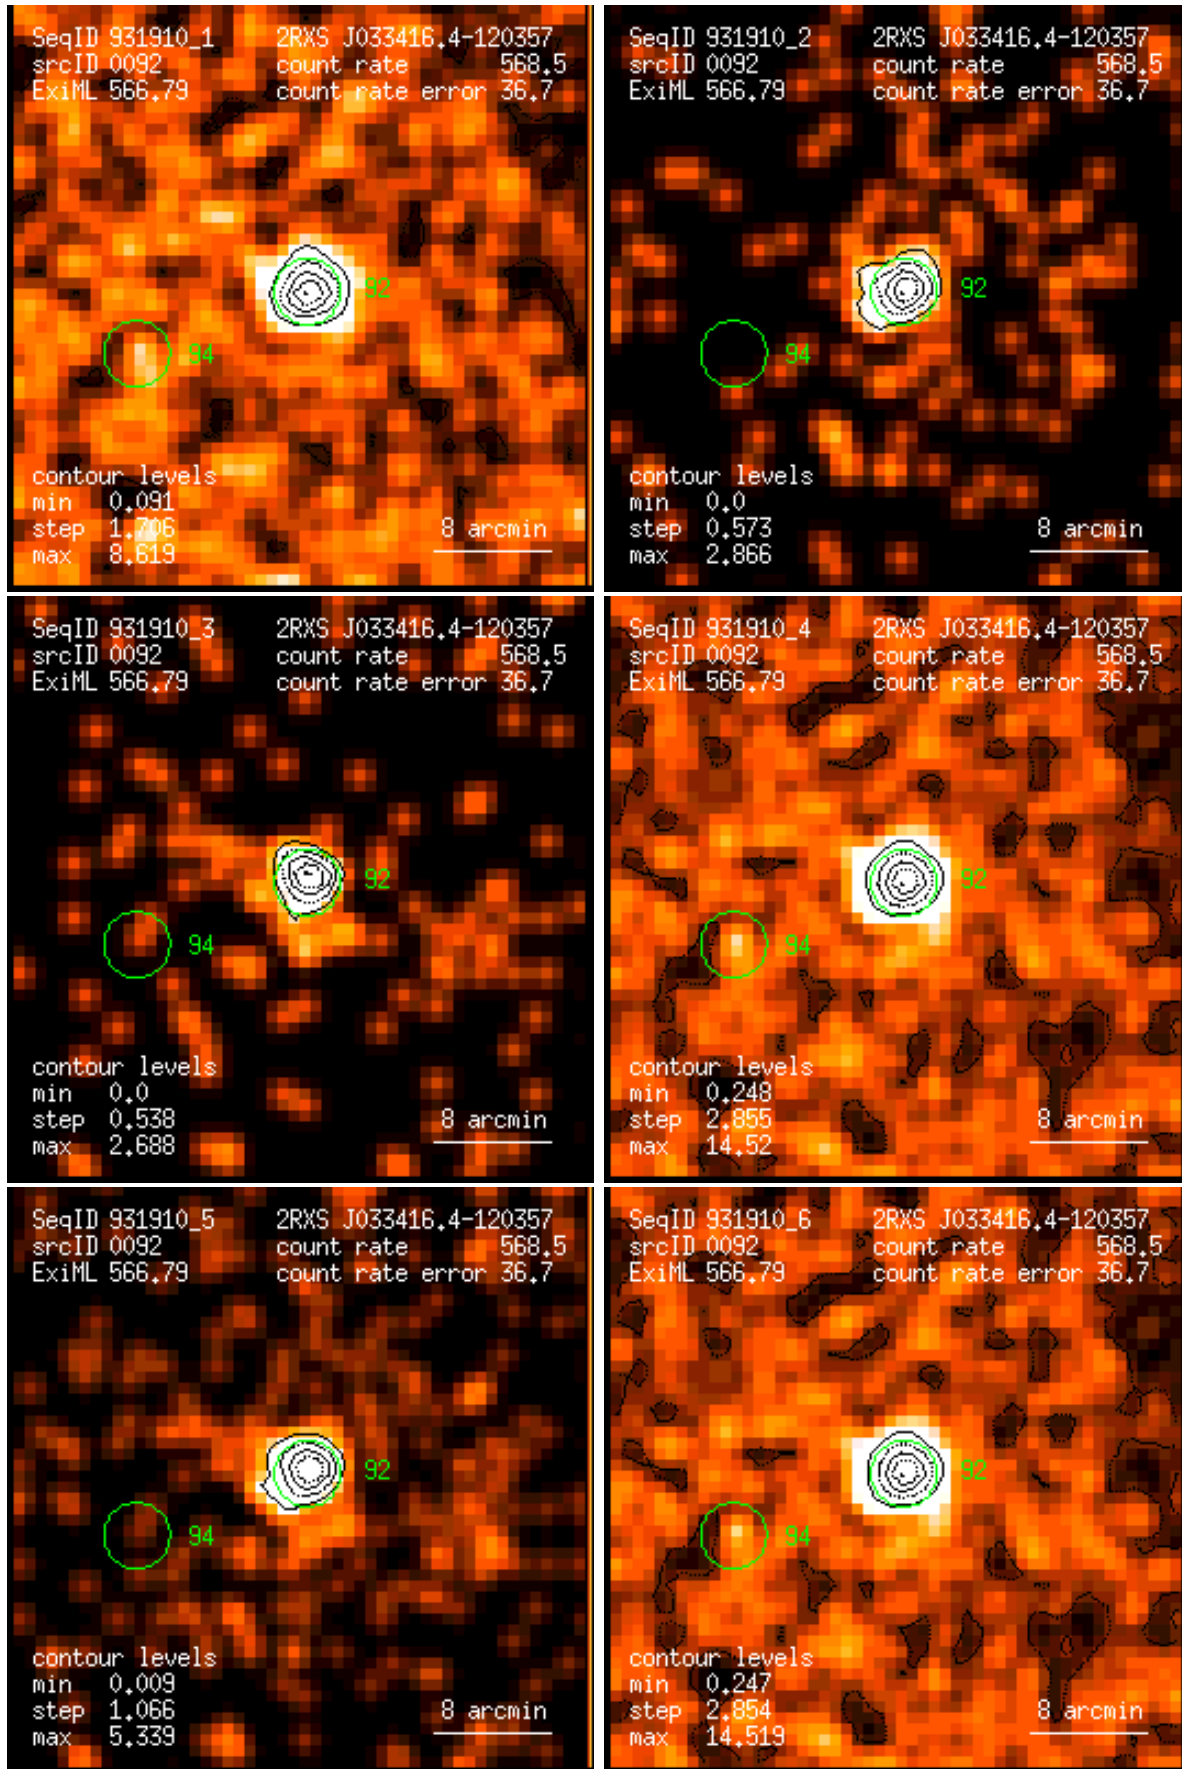 SeqID 931910_1 2RXS J033416.4-120357
srcID 0092 count rate 568.5
ExiML 566.79 count rate error 36.7
92
94
contour levels
min 0.091
step 1.706
max 8.619
8 arcmin
SeqID 931910_2 2RXS J033416.4-120357
srcID 0092 count rate 568.5
ExiML 566.79 count rate error 36.7
92
94
contour levels
min 0.0
step 0.573
max 2.866
8 arcmin
SeqID 931910_3 2RXS J033416.4-120357
srcID 0092 count rate 568.5
ExiML 566.79 count rate error 36.7
92
94
contour levels
min 0.0
step 0.538
max 2.688
8 arcmin
SeqID 931910_4 2RXS J033416.4-120357
srcID 0092 count rate 568.5
ExiML 566.79 count rate error 36.7
92
94
contour levels
min 0.248
step 2.855
max 14.52
8 arcmin
SeqID 931910_5 2RXS J033416.4-120357
srcID 0092 count rate 568.5
ExiML 566.79 count rate error 36.7
92
94
contour levels
min 0.009
step 1.066
max 5.339
8 arcmin
SeqID 931910_6 2RXS J033416.4-120357
srcID 0092 count rate 568.5
ExiML 566.79 count rate error 36.7
92
94
contour levels
min 0.247
step 2.854
max 14.519
8 arcmin